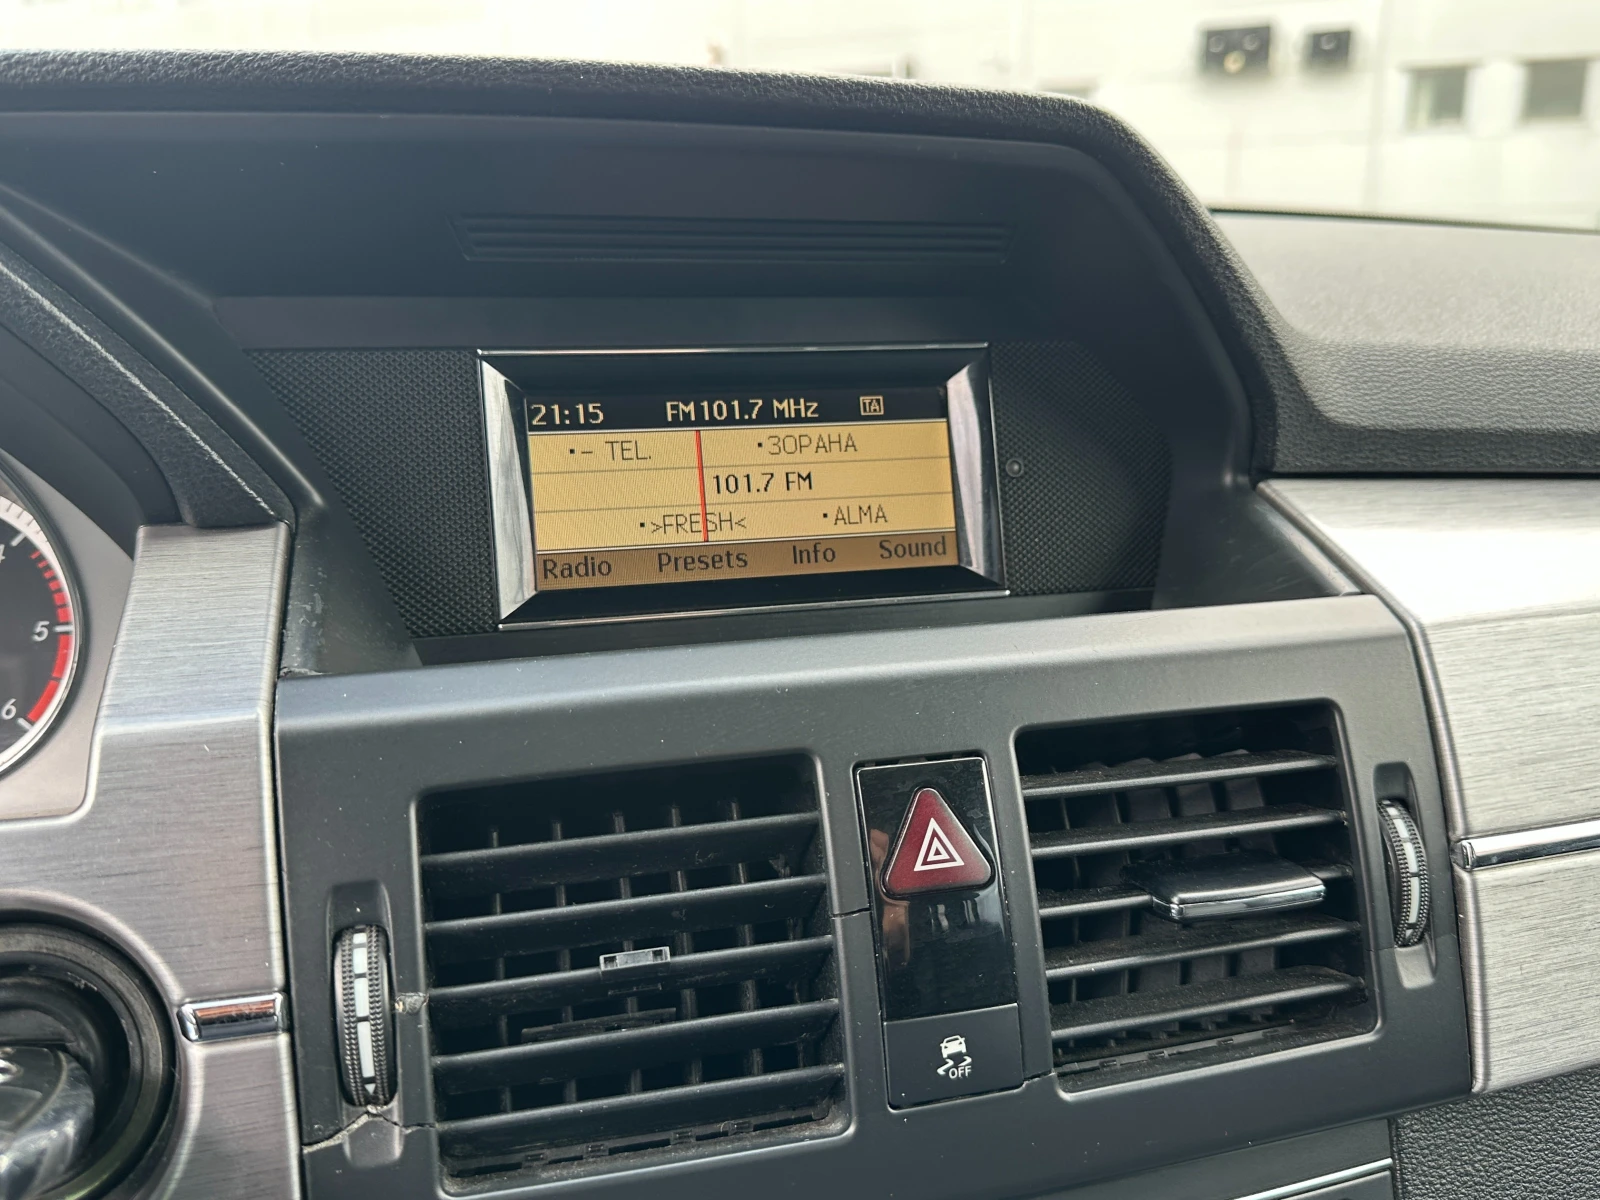 21:15 FM 101.7 MHz TA
·– TEL. ·ЗОРАНА
101.7 FM
·>FRESH< ·ALMA
Radio Presets Info Sound
4
5
6
OFF